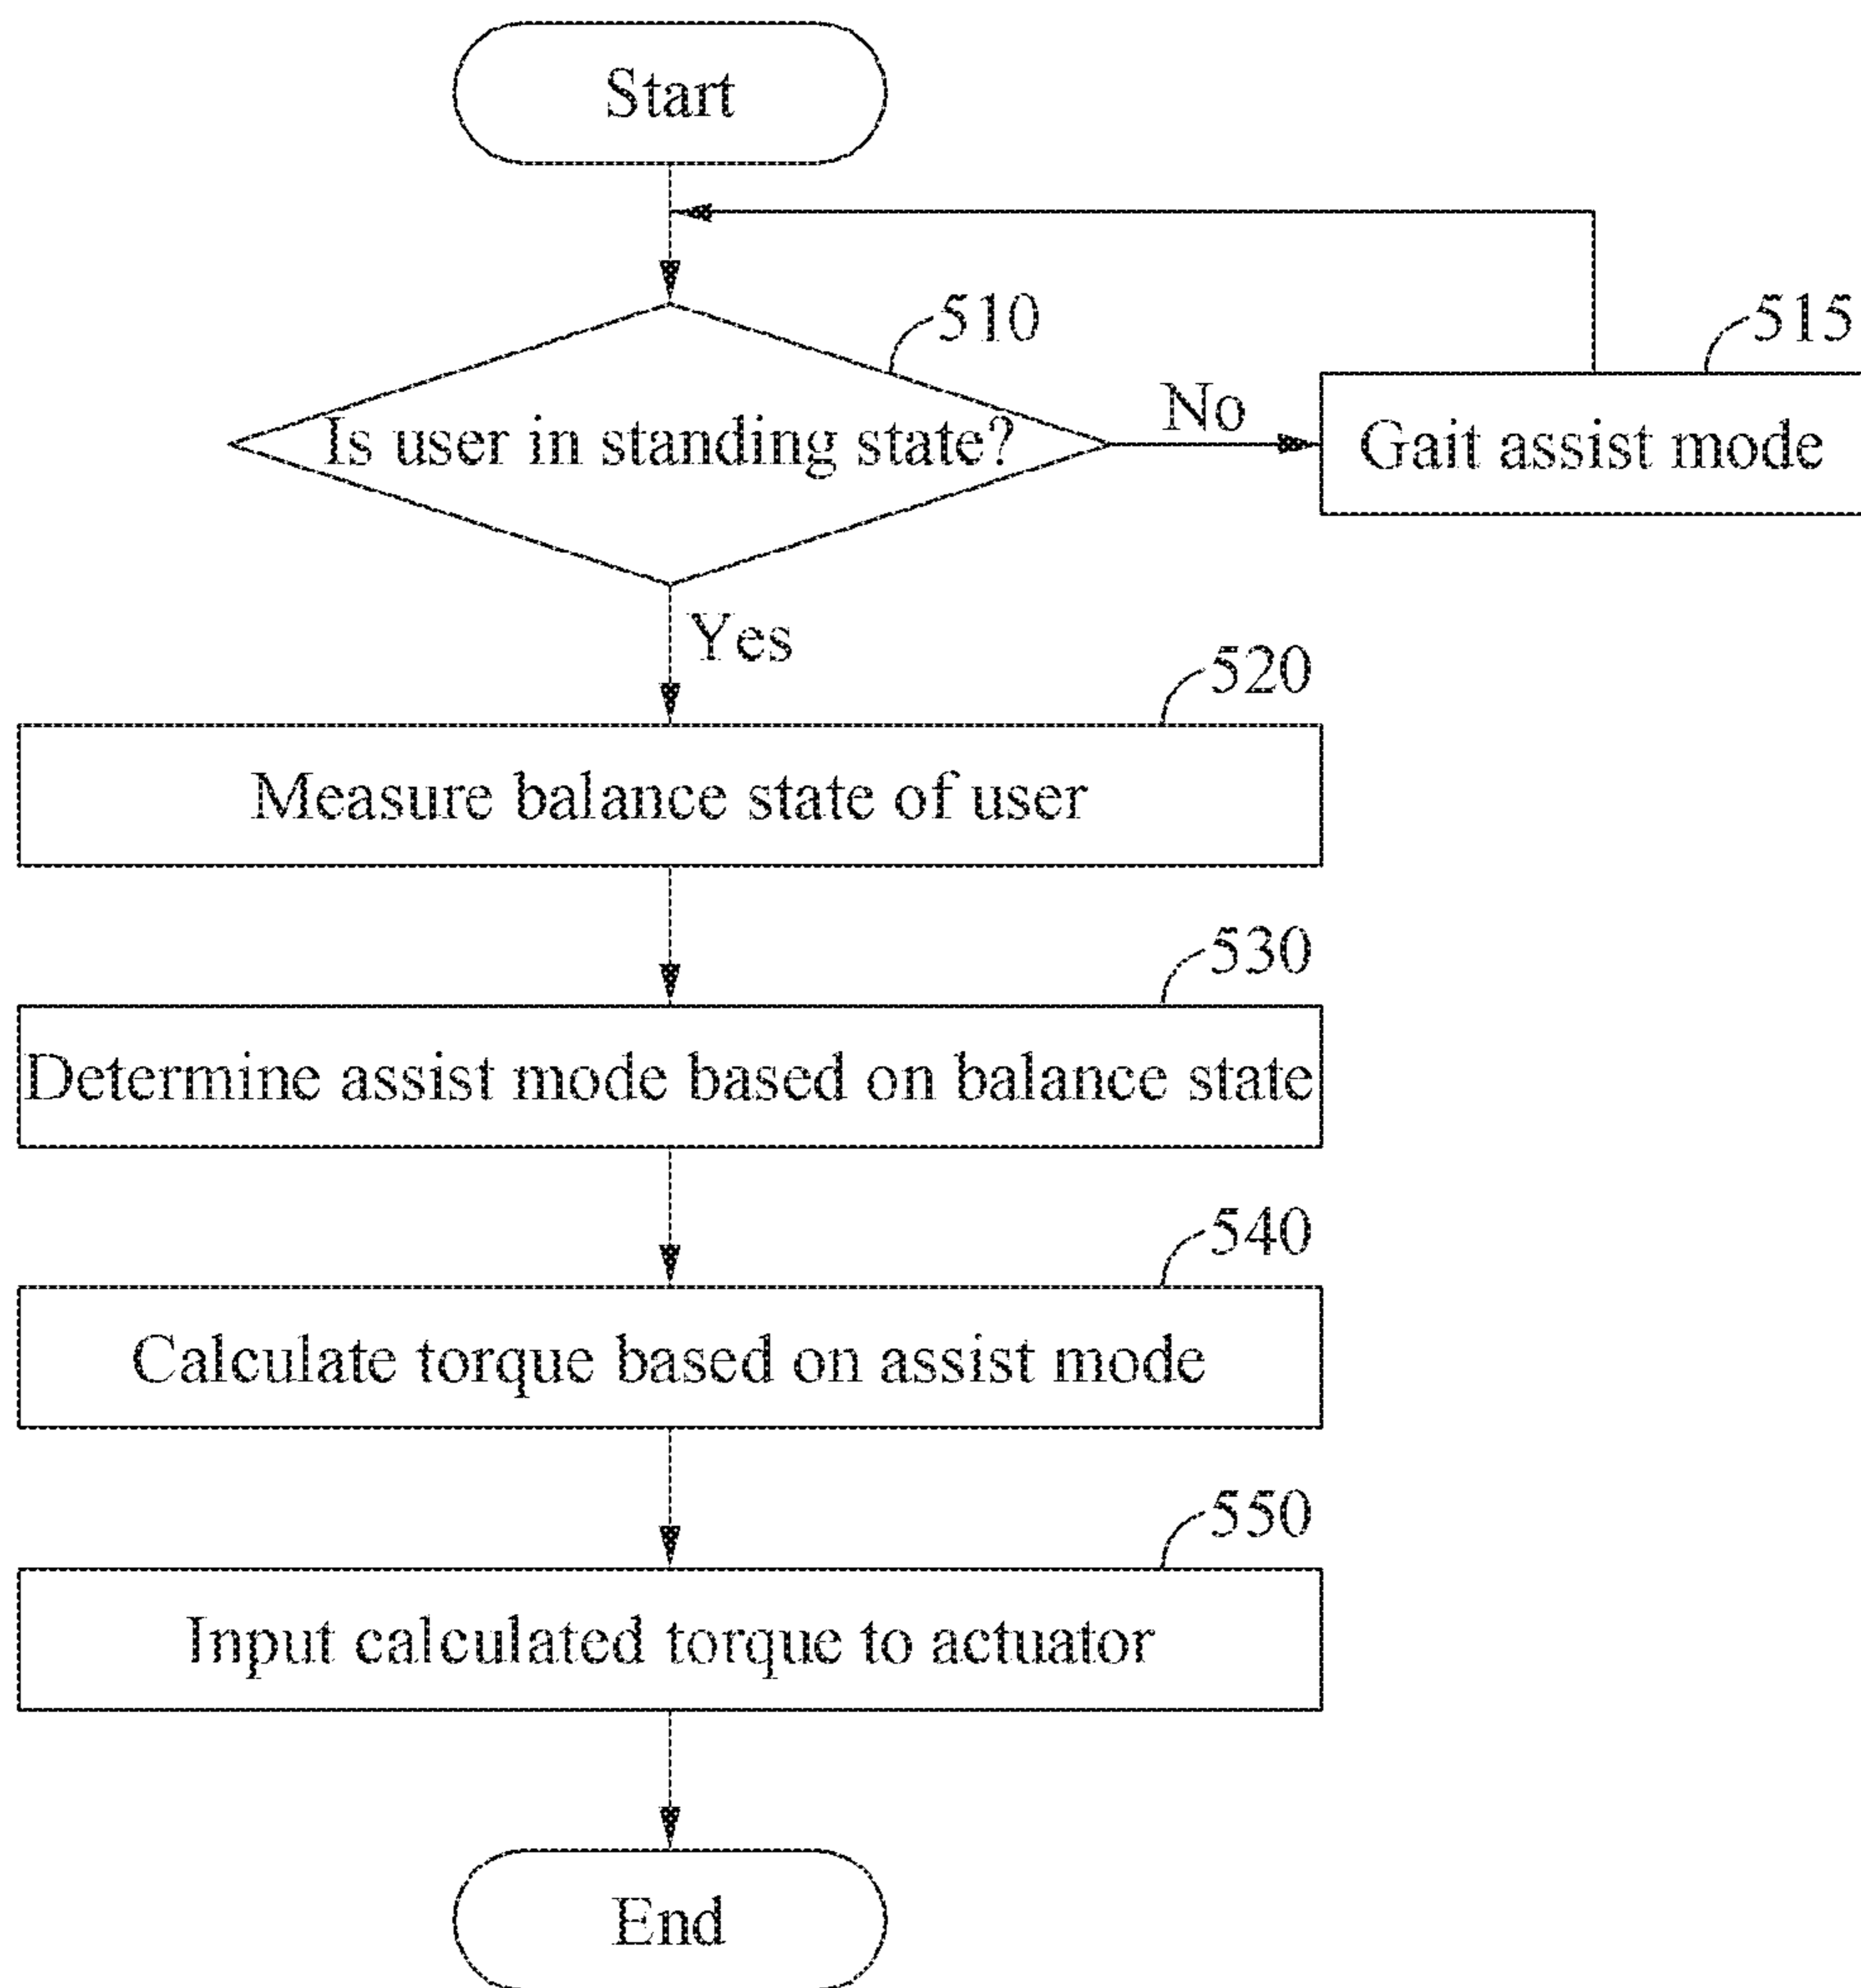 Start
510
515
Is user in standing state?
No
Gait assist mode
Yes
520
Measure balance state of user
530
Determine assist mode based on balance state
540
Calculate torque based on assist mode
550
Input calculated torque to actuator
End